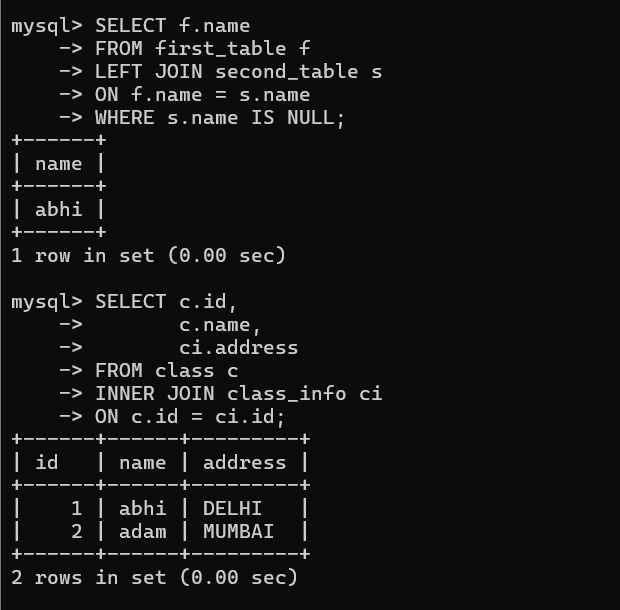 mysql> SELECT f.name
    -> FROM first_table f
    -> LEFT JOIN second_table s
    -> ON f.name = s.name
    -> WHERE s.name IS NULL;
+------+
| name |
+------+
| abhi |
+------+
1 row in set (0.00 sec)

mysql> SELECT c.id,
    ->        c.name,
    ->        ci.address
    -> FROM class c
    -> INNER JOIN class_info ci
    -> ON c.id = ci.id;
+------+------+---------+
| id   | name | address |
+------+------+---------+
|    1 | abhi | DELHI   |
|    2 | adam | MUMBAI  |
+------+------+---------+
2 rows in set (0.00 sec)